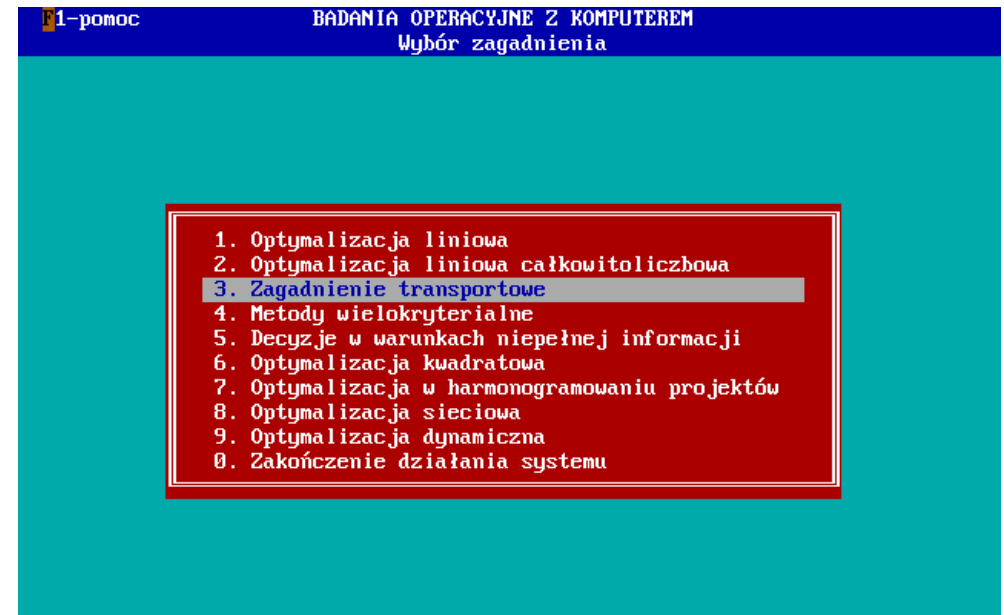 F1-pomoc BADANIA OPERACYJNE Z KOMPUTEREM
Wybór zagadnienia
1. Optymalizacja liniowa
2. Optymalizacja liniowa całkowitoliczbowa
3. Zagadnienie transportowe
4. Metody wielokryterialne
5. Decyzje w warunkach niepełnej informacji
6. Optymalizacja kwadratowa
7. Optymalizacja w harmonogramowaniu projektów
8. Optymalizacja sieciowa
9. Optymalizacja dynamiczna
0. Zakończenie działania systemu